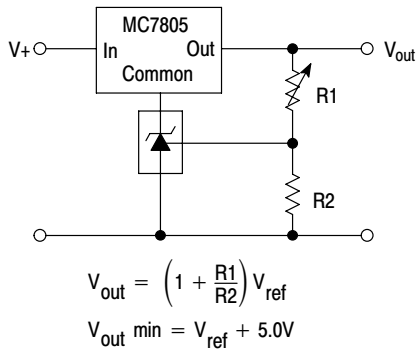 MC7805
V+ In Out V_out
Common
R1
R2
V_out = (1 + R1/R2) V_ref
V_out min = V_ref + 5.0V